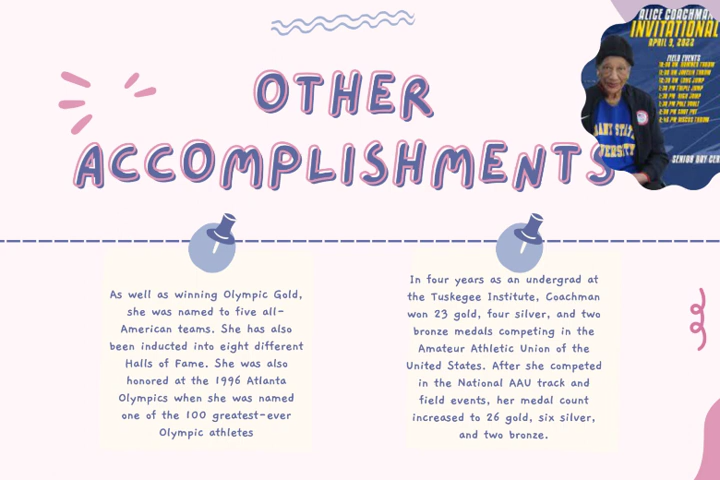 ALICE COACHMAN
INVITATIONAL
APRIL 9, 2022
FIELD EVENTS
OTHER
ACCOMPLISHMENTS
As well as winning Olympic Gold,
she was named to five all-
American teams. She has also
been inducted into eight different
Halls of Fame. She was also
honored at the 1996 Atlanta
Olympics when she was named
one of the 100 greatest-ever
Olympic athletes
In four years as an undergrad at
the Tuskegee Institute, Coachman
won 23 gold, four silver, and two
bronze medals competing in the
Amateur Athletic Union of the
United States. After she competed
in the National AAU track and
field events, her medal count
increased to 26 gold, six silver,
and two bronze.